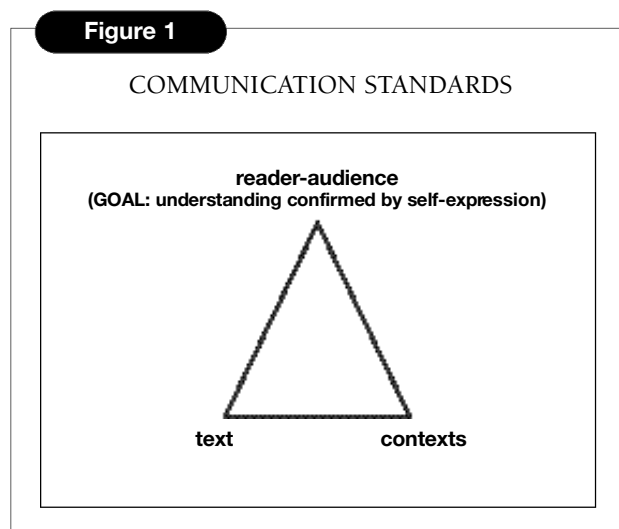 Figure 1
COMMUNICATION STANDARDS
reader-audience
(GOAL: understanding confirmed by self-expression)
text
contexts